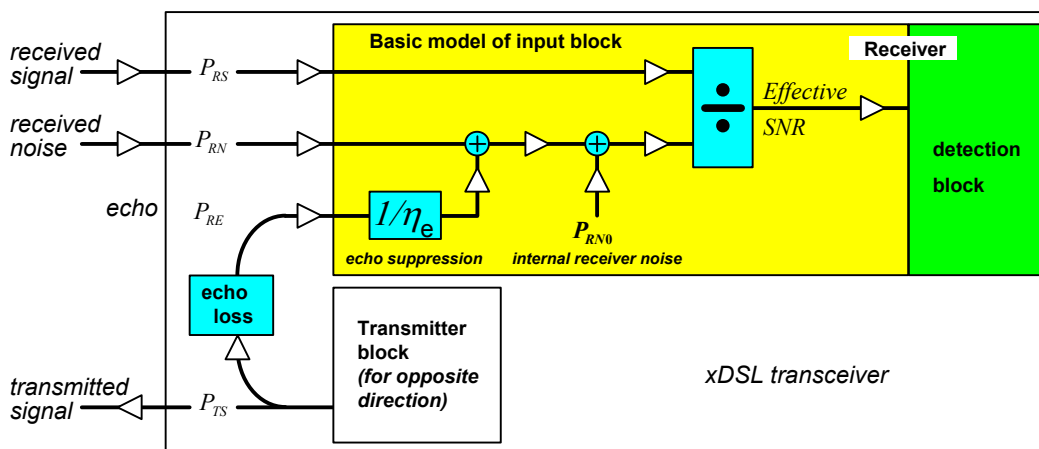 received
signal
P_RS
Basic model of input block
Receiver
Effective
SNR
received
noise
P_RN
detection
block
echo
P_RE
1/η_e
P_RN0
echo suppression
internal receiver noise
echo
loss
Transmitter
block
(for opposite
direction)
xDSL transceiver
transmitted
signal
P_TS